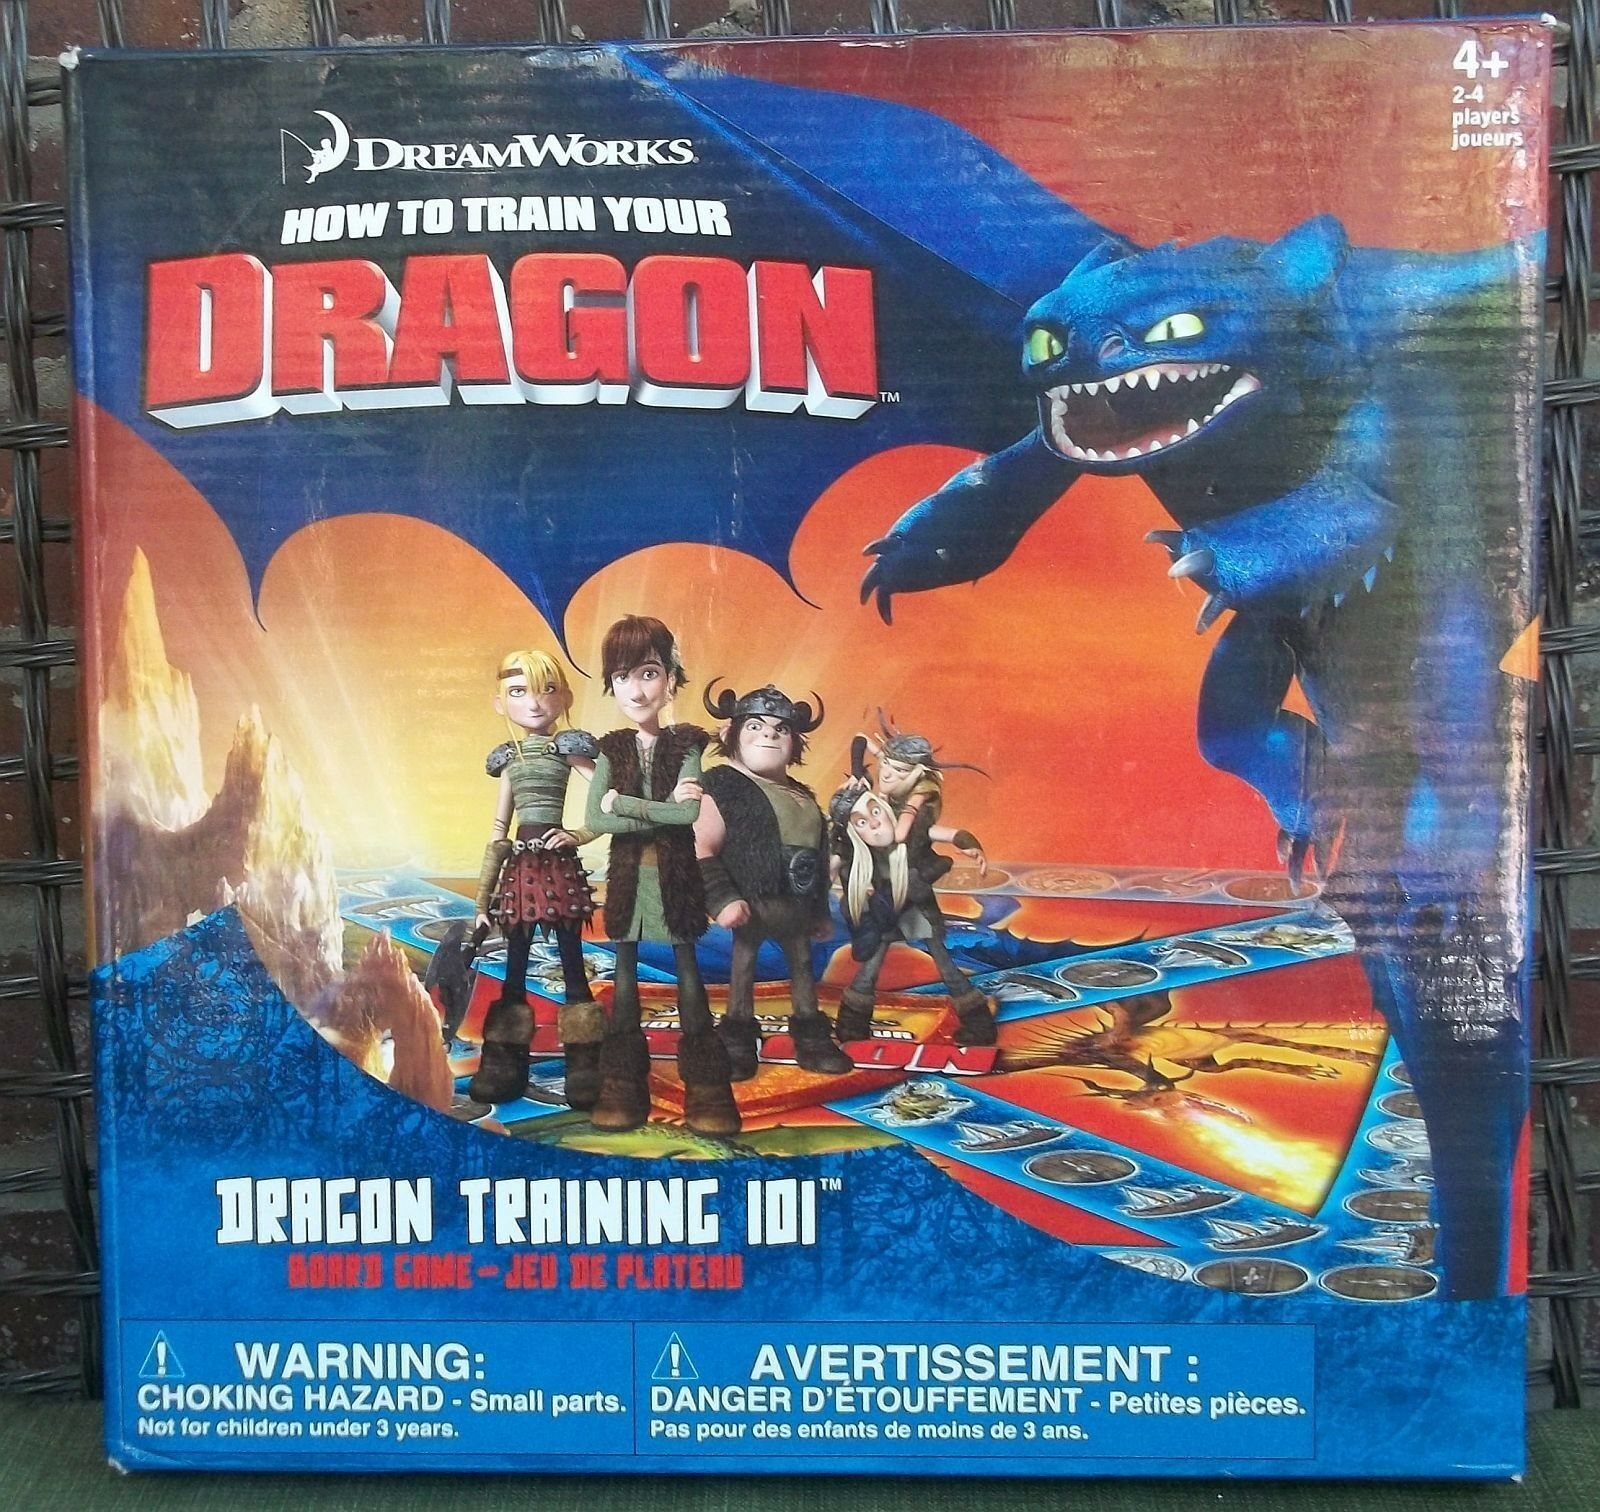 DREAMWORKS
HOW TO TRAIN YOUR
DRAGON™
4+
2-4
players
joueurs
DRAGON TRAINING 101™
BOARD GAME - JEU DE PLATEAU
WARNING:
CHOKING HAZARD - Small parts.
Not for children under 3 years.
AVERTISSEMENT :
DANGER D'ÉTOUFFEMENT - Petites pièces.
Pas pour des enfants de moins de 3 ans.